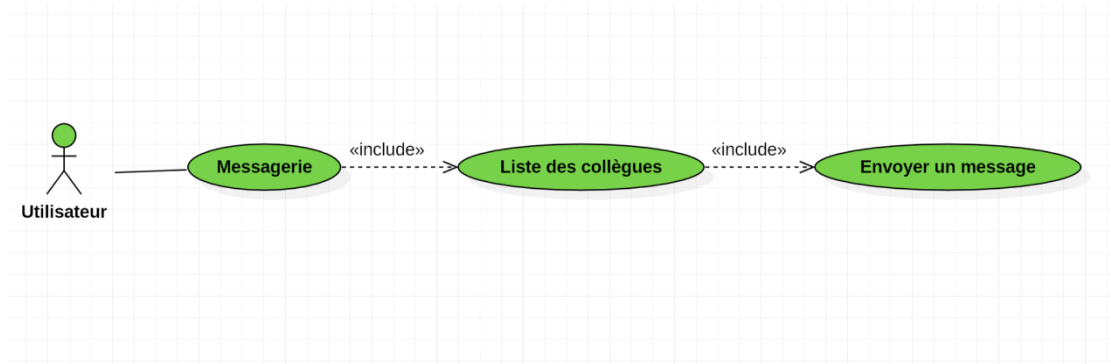 «include»
«include»
Messagerie
Liste des collègues
Envoyer un message
Utilisateur